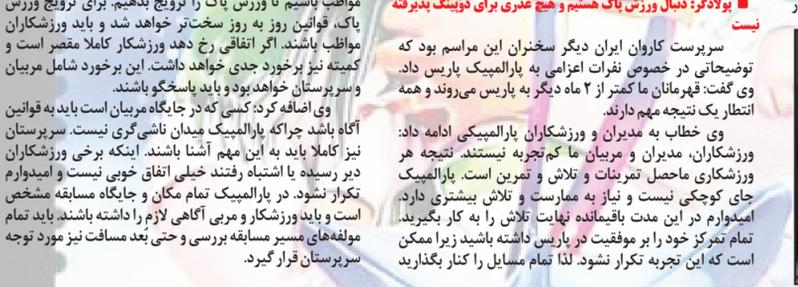 پولادگر: دنبال ورزش پاک هستیم و هیچ عذری برای دوپینگ پذیرفته
نیست
سرپرست کاروان ایران دیگر سخنران این مراسم بود که
توضیحاتی در خصوص نفرات اعزامی به پارالمپیک پاریس داد.
وی گفت: قهرمانان ما کمتر از ۲ ماه دیگر به پاریس می‌روند و همه
انتظار یک نتیجه مهم دارند.
وی خطاب به مدیران و ورزشکاران پارالمپیکی ادامه داد:
ورزشکاران، مدیران و مربیان ما کم‌تجربه نیستند. نتیجه هر
ورزشکاری ماحصل تمرینات و تلاش و تمرین است. پارالمپیک
جای کوچکی نیست و نیاز به ممارست و تلاش بیشتری دارد.
امیدوارم در این مدت باقیمانده نهایت تلاش را به کار بگیرید.
تمام تمرکز خود را بر موفقیت در پاریس داشته باشید زیرا ممکن
است که این تجربه تکرار نشود. لذا تمام مسایل را کنار بگذارید
مواظب باشیم تا ورزش پاک را ترویج بدهیم. برای ترویج ورزش
پاک، قوانین روز به روز سخت‌تر خواهد شد و باید ورزشکاران
مواظب باشند. اگر اتفاقی رخ دهد ورزشکار کاملا مقصر است و
کمیته نیز برخورد جدی خواهد داشت. این برخورد شامل مربیان
و سرپرستان خواهد بود و باید پاسخگو باشند.
وی اضافه کرد: کسی که در جایگاه مربیان است باید به قوانین
آگاه باشد چراکه پارالمپیک میدان ناشی‌گری نیست. سرپرستان
نیز کاملا باید به این مهم آشنا باشند. اینکه برخی ورزشکاران
دیر رسیده یا اشتباه رفتند خیلی اتفاق خوبی نیست و امیدوارم
تکرار نشود. در پارالمپیک تمام مکان و جایگاه مسابقه مشخص
است و باید ورزشکار و مربی آگاهی لازم را داشته باشند. باید تمام
مولفه‌های مسیر مسابقه بررسی و حتی بُعد مسافت نیز مورد توجه
سرپرستان قرار گیرد.